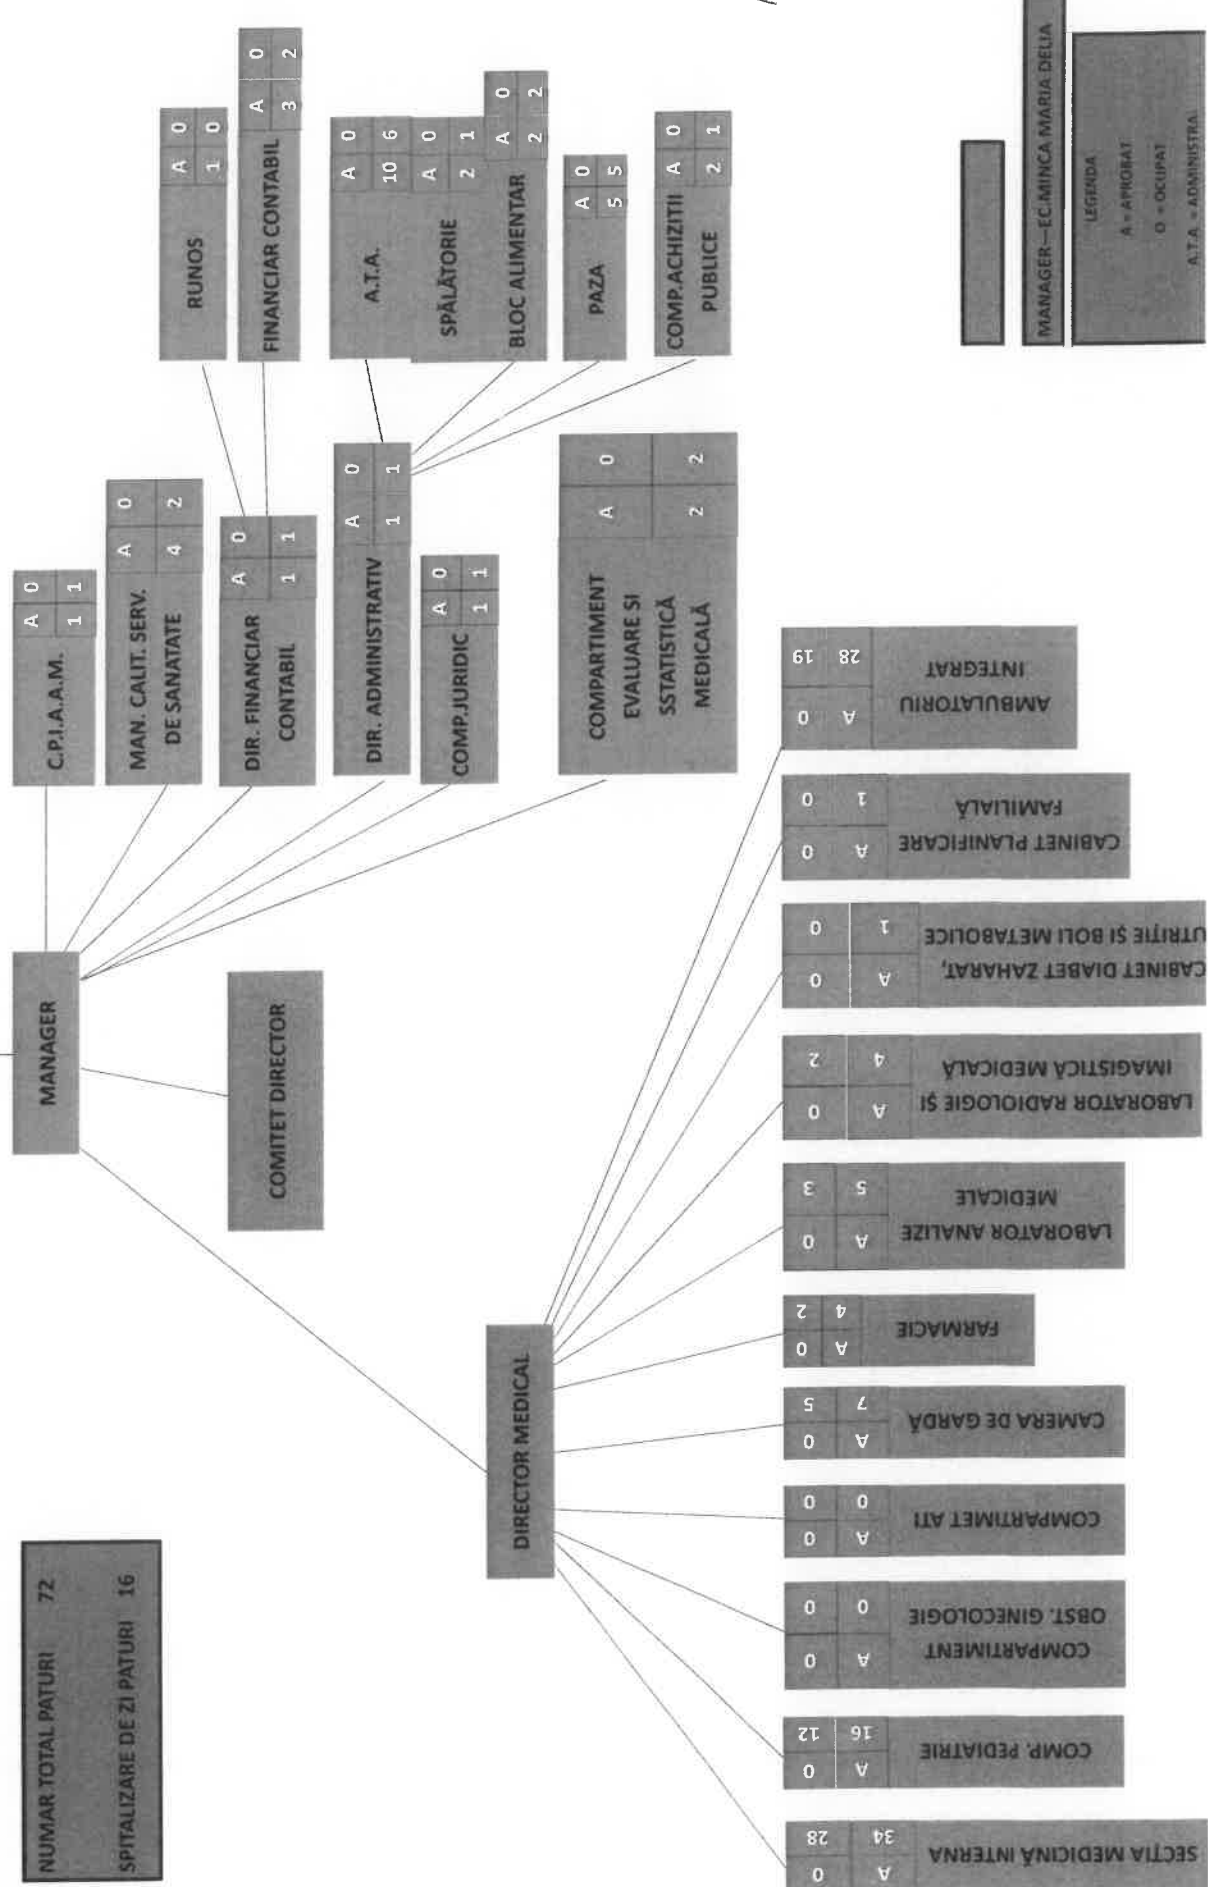 NUMAR TOTAL PATURI 72
SPITALIZARE DE ZI PATURI 16
MANAGER
COMITET DIRECTOR
DIRECTOR MEDICAL
C.P.I.A.A.M.
A O
1 1
MAN. CALIT. SERV.
DE SANATATE
A O
4 2
DIR. FINANCIAR
CONTABIL
A O
1 1
DIR. ADMINISTRATIV
A O
1 1
COMP.JURIDIC
A O
1 1
COMPARTIMENT
EVALUARE SI
SSTATISTICĂ
MEDICALĂ
A O
2 2
RUNOS
A O
1 0
FINANCIAR CONTABIL
A O
3 2
A.T.A.
A O
10 6
SPĂLĂTORIE
A O
2 1
BLOC ALIMENTAR
A O
2 2
PAZA
A O
5 5
COMP.ACHIZITII
PUBLICE
A O
2 1
SECȚIA MEDICINĂ INTERNA
A O
34 28
COMP. PEDIATRIE
A O
16 12
COMPARTIMENT
OBST. GINECOLOGIE
A O
0 0
COMPARTIMET ATI
A O
0 0
CAMERA DE GARDĂ
A O
7 5
FARMACIE
A O
4 2
LABORATOR ANALIZE
MEDICALE
A O
5 3
LABORATOR RADIOLOGIE ȘI
IMAGISTICĂ MEDICALĂ
A O
4 2
CABINET DIABET ZAHARAT,
UTRIȚIE ȘI BOLI METABOLICE
A O
1 0
CABINET PLANIFICARE
FAMILIALĂ
A O
1 0
AMBULATORIU
INTEGRAT
A O
28 19
MANAGER—EC.MINCA MARIA DELIA
LEGENDA
A = APROBAT
O = OCUPAT
A.T.A. = ADMINISTRA